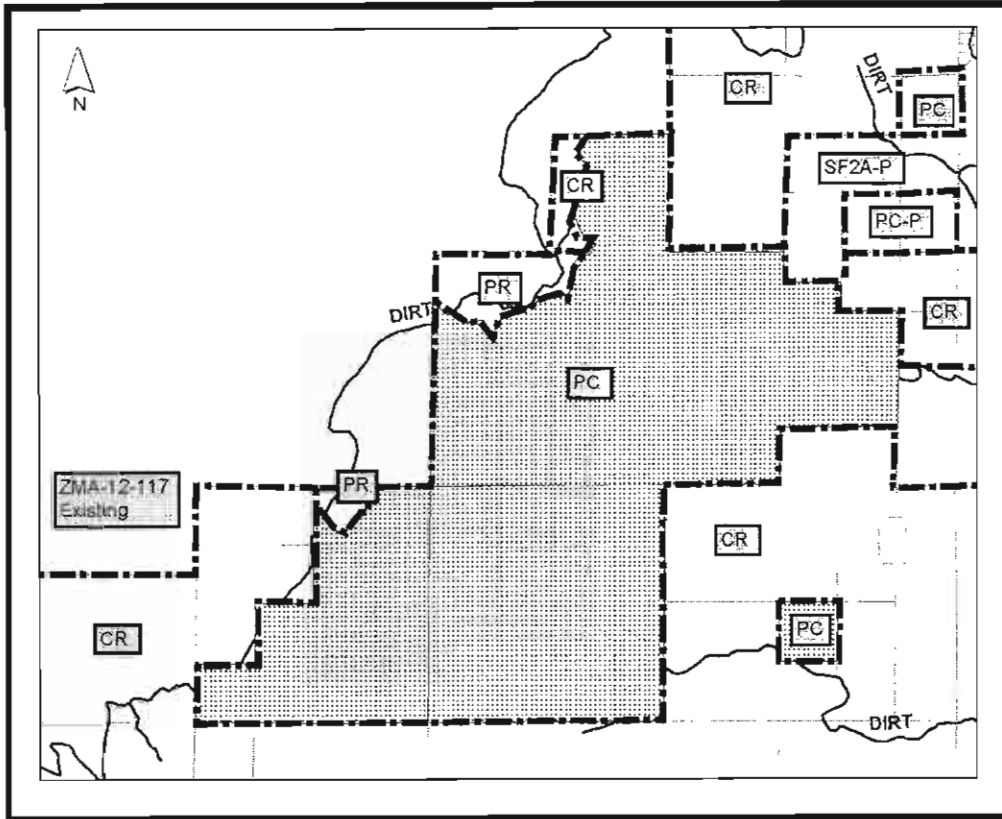 N
CR
DIRT
PC
SF2A-P
CR
PC-P
PR
DIRT
CR
PC
ZMA-12-117
Existing
PR
CR
PC
CR
DIRT